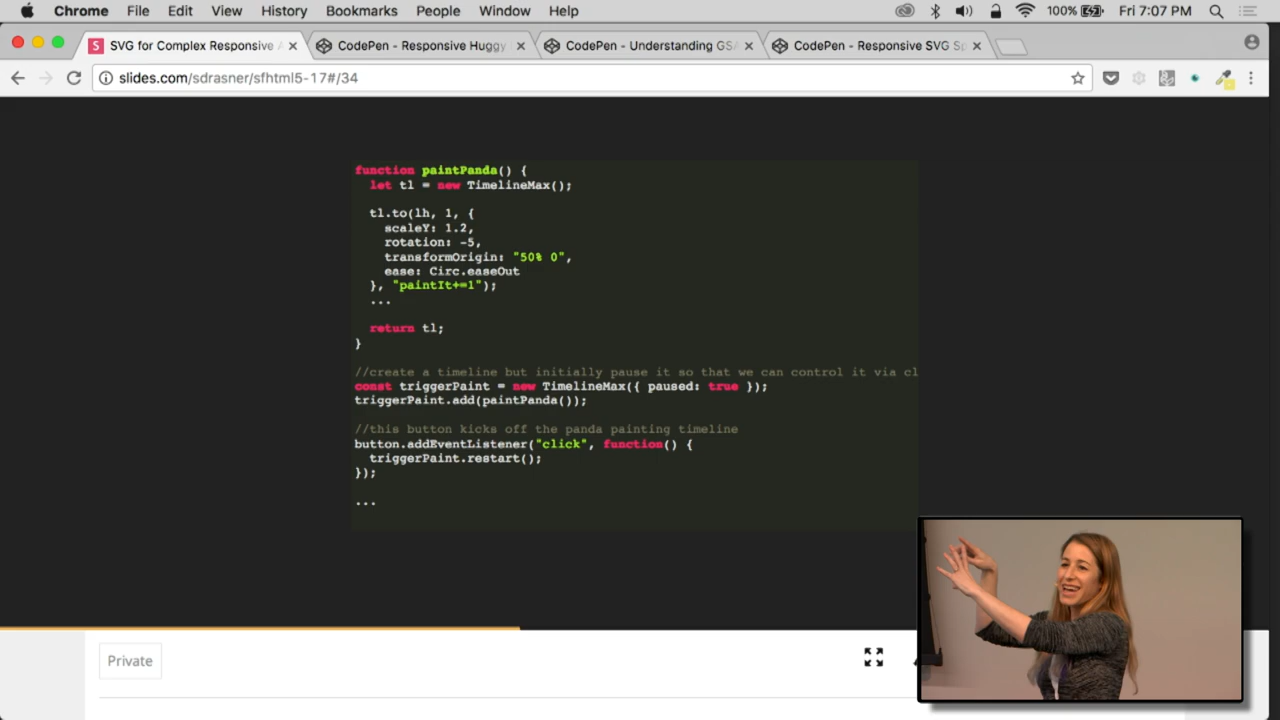 Chrome File Edit View History Bookmarks People Window Help 100% Fri 7:07 PM
SVG for Complex Responsive CodePen - Responsive Huggy CodePen - Understanding GS CodePen - Responsive SVG
slides.com/sdrasner/sfhtml5-17#/34
function paintPanda() {
let tl = new TimelineMax();
tl.to(lh, 1, {
scaleY: 1.2,
rotation: -5,
transformOrigin: "50% 0",
ease: Circ.easeOut
}, "paintIt+=1");
...
return tl;
}
//create a timeline but initially pause it so that we can control it via cl
const triggerPaint = new TimelineMax({ paused: true });
triggerPaint.add(paintPanda());
//this button kicks off the panda painting timeline
button.addEventListener("click", function() {
triggerPaint.restart();
});
...
Private